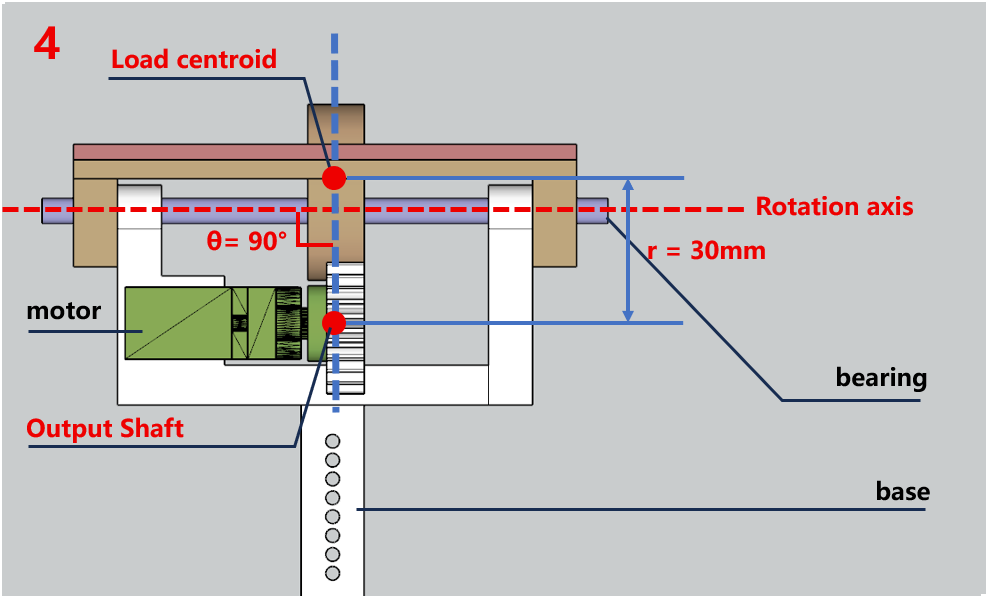 4
Load centroid
Rotation axis
θ= 90°
r = 30mm
motor
bearing
Output Shaft
base